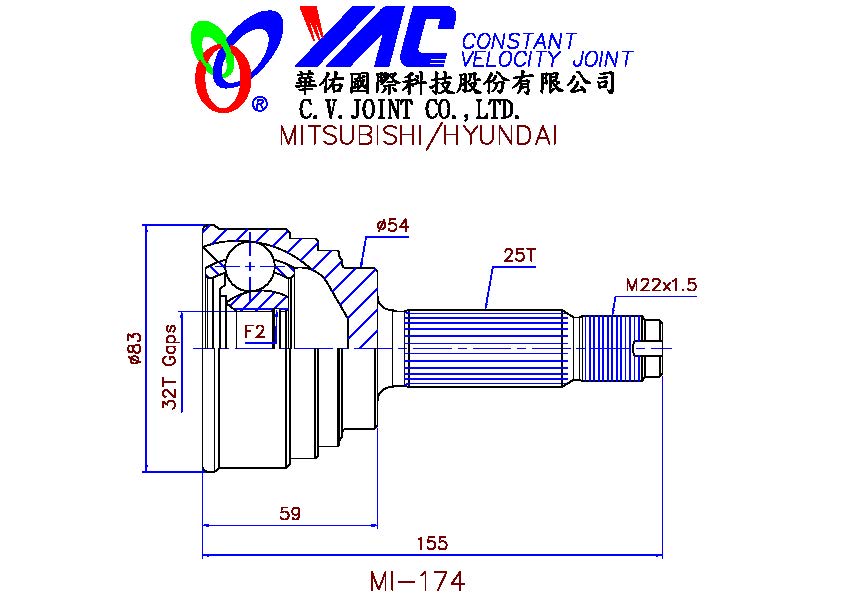 YAC CONSTANT
VELOCITY JOINT
®
華佑國際科技股份有限公司
C.V.JOINT CO.,LTD.
MITSUBISHI/HYUNDAI
ø54
25T
M22x1.5
F2
ø83
32T Gaps
59
155
MI-174